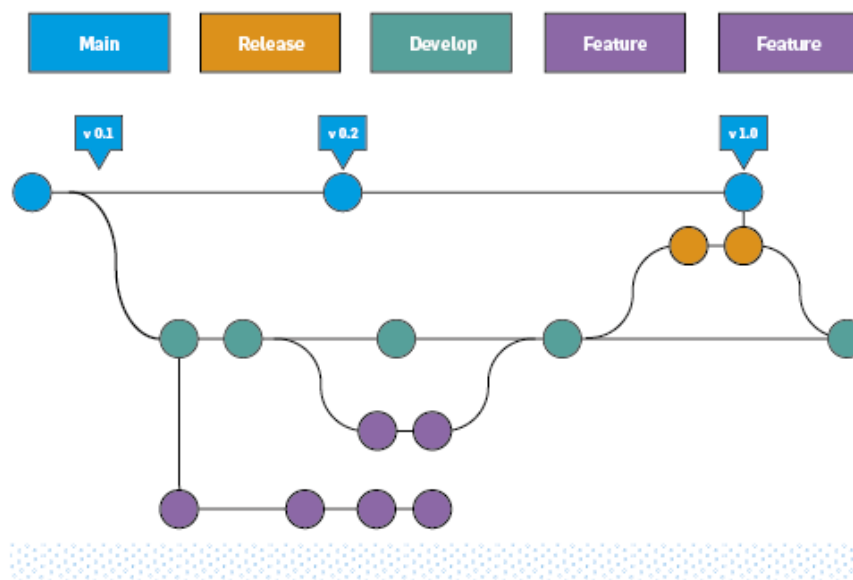 Main
Release
Develop
Feature
Feature
v 0.1
v 0.2
v 1.0